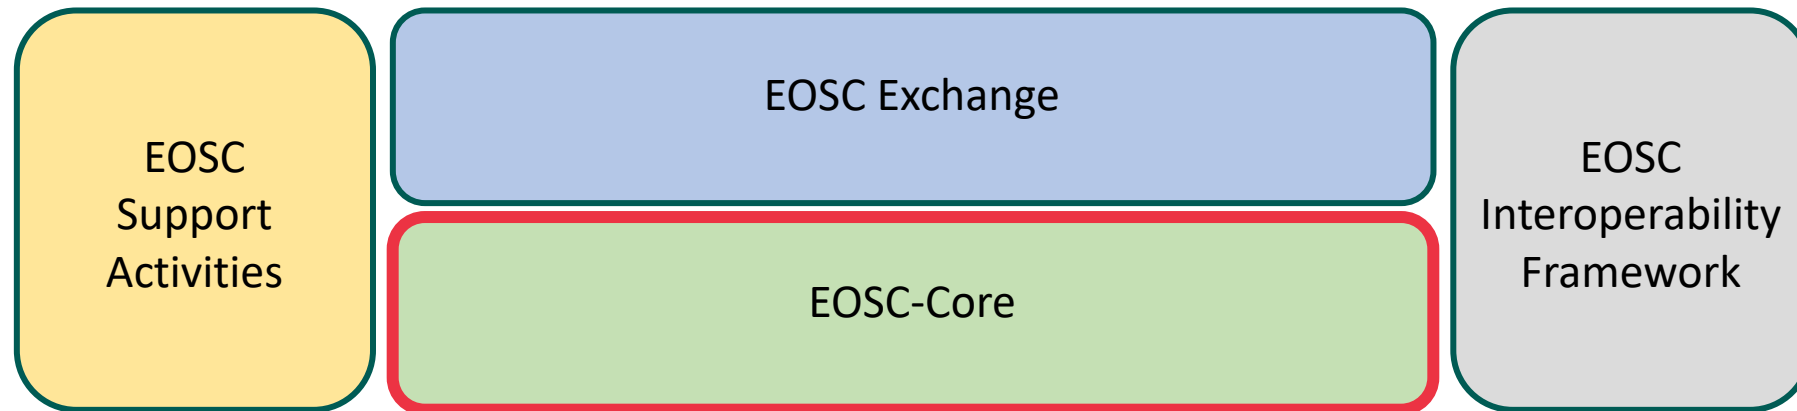 EOSC
Support
Activities
EOSC Exchange
EOSC-Core
EOSC
Interoperability
Framework